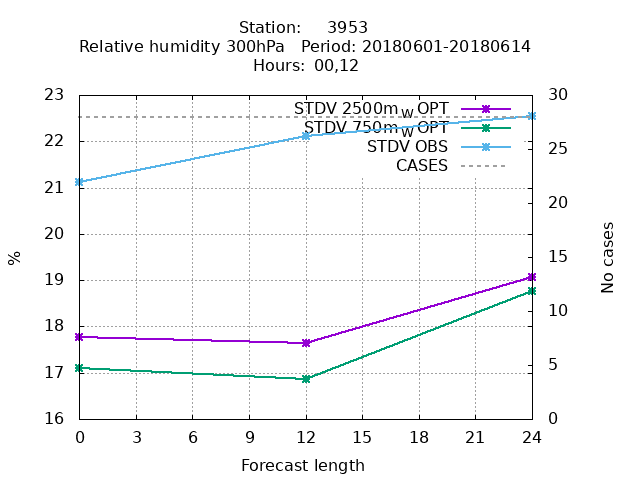 Station: 3953
Relative humidity 300hPa Period: 20180601-20180614
Hours: 00,12
STDV 2500m_W OPT
STDV 750m_W OPT
STDV OBS
CASES
23
22
21
20
19
18
17
16
%
30
25
20
15
10
5
0
No cases
0 3 6 9 12 15 18 21 24
Forecast length